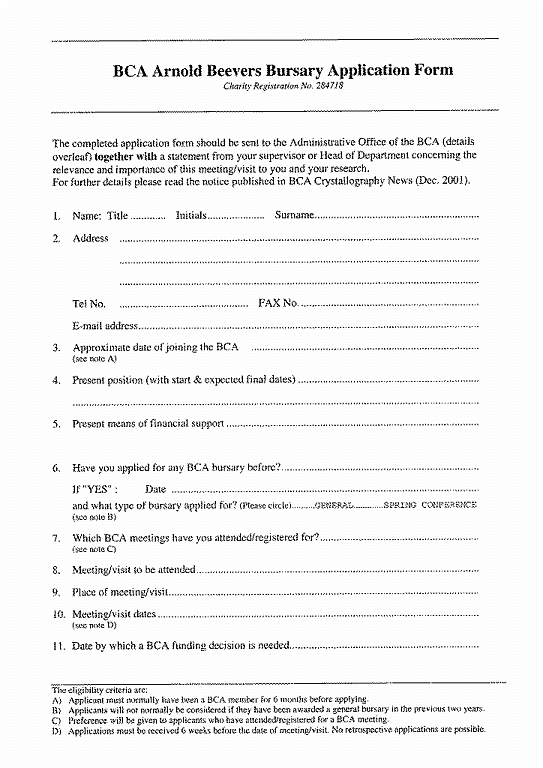 BCA Arnold Beevers Bursary Application Form
Charity Registration No. 284718
The completed application form should be sent to the Administrative Office of the BCA (details
overleaf) together with a statement from your supervisor or Head of Department concerning the
relevance and importance of this meeting/visit to you and your research.
For further details please read the notice published in BCA Crystallography News (Dec. 2001).
1. Name: Title ............ Initials.................... Surname..........................................................
2. Address ..............................................................................................................
..............................................................................................................
..............................................................................................................
Tel No. ........................................ FAX No. .......................................................
E-mail address.........................................................................................................
3. Approximate date of joining the BCA ......................................................................
(see note A)
4. Present position (with start & expected final dates) .......................................................
..............................................................................................................................
5. Present means of financial support .............................................................................
6. Have you applied for any BCA bursary before?............................................................
If "YES" : Date ..............................................................................................
and what type of bursary applied for? (Please circle).........GENERAL............SPRING CONFERENCE
(see note B)
7. Which BCA meetings have you attended/registered for?................................................
(see note C)
8. Meeting/visit to be attended.......................................................................................
9. Place of meeting/visit................................................................................................
10. Meeting/visit dates...................................................................................................
(see note D)
11. Date by which a BCA funding decision is needed..........................................................
The eligibility criteria are:
A) Applicant must normally have been a BCA member for 6 months before applying.
B) Applicants will not normally be considered if they have been awarded a general bursary in the previous two years.
C) Preference will be given to applicants who have attended/registered for a BCA meeting.
D) Applications must be received 6 weeks before the date of meeting/visit. No retrospective applications are possible.